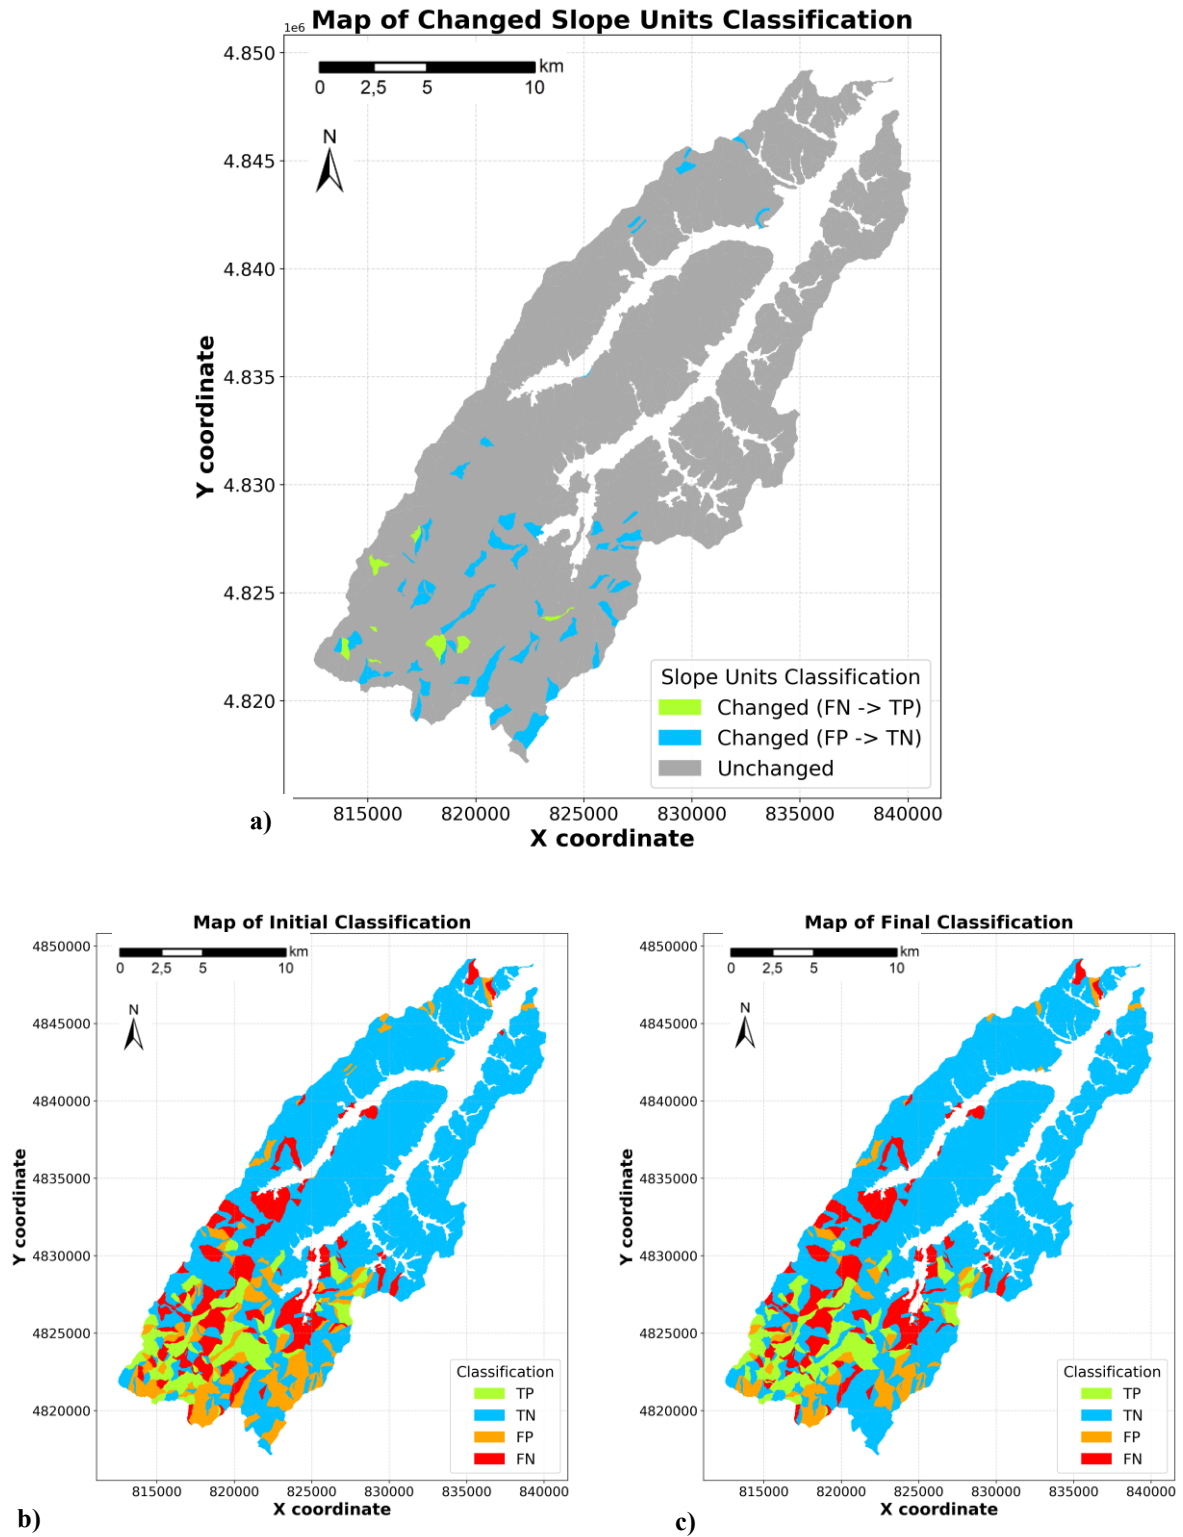 Map of Changed Slope Units Classification
1e6
4.850
4.845
4.840
4.835
4.830
4.825
4.820
km
0 2,5 5 10
N
Y coordinate
Slope Units Classification
Changed (FN -> TP)
Changed (FP -> TN)
Unchanged
815000 820000 825000 830000 835000 840000
X coordinate
a)
Map of Initial Classification
4850000
4845000
4840000
4835000
4830000
4825000
4820000
km
0 2,5 5 10
N
Y coordinate
Classification
TP
TN
FP
FN
815000 820000 825000 830000 835000 840000
X coordinate
b)
Map of Final Classification
4850000
4845000
4840000
4835000
4830000
4825000
4820000
km
0 2,5 5 10
N
Y coordinate
Classification
TP
TN
FP
FN
815000 820000 825000 830000 835000 840000
X coordinate
c)